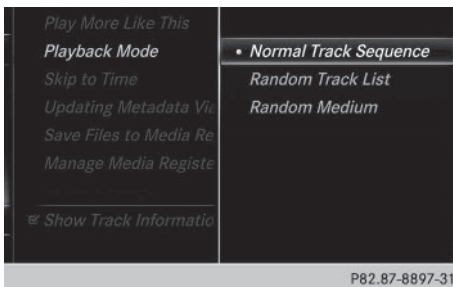 Play More Like This
Playback Mode
Skip to Time
Updating Metadata Via
Save Files to Media Re
Manage Media Registe
Show Track Informatio
• Normal Track Sequence
Random Track List
Random Medium
P82.87-8897-31